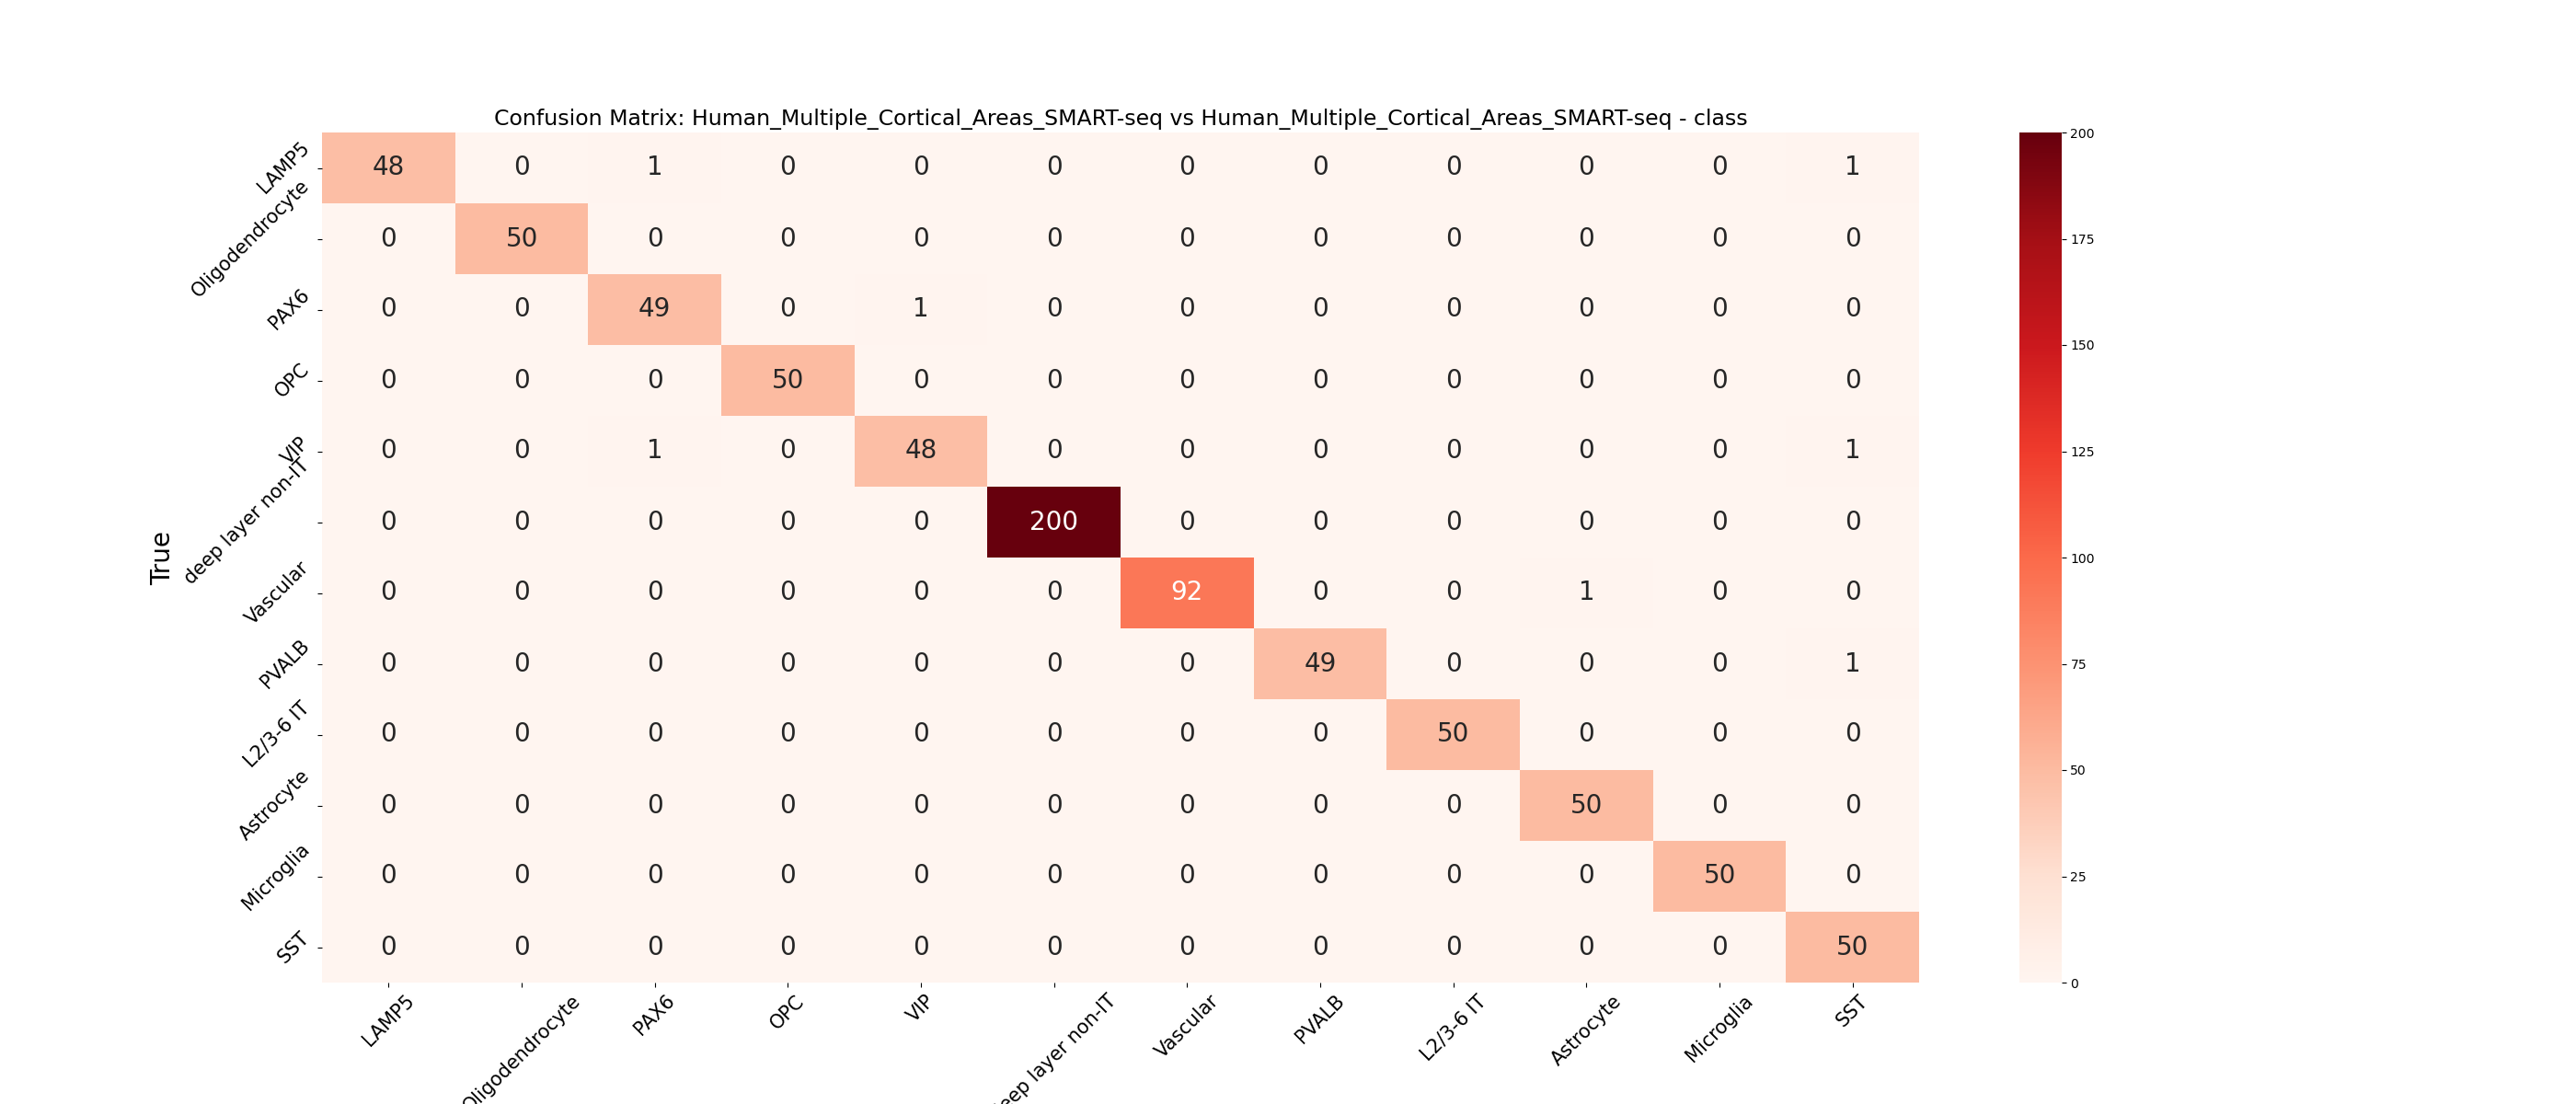 Confusion Matrix: Human_Multiple_Cortical_Areas_SMART-seq vs Human_Multiple_Cortical_Areas_SMART-seq - class
True
LAMP5 48 0 1 0 0 0 0 0 0 0 0 1
Oligodendrocyte 0 50 0 0 0 0 0 0 0 0 0 0
PAX6 0 0 49 0 1 0 0 0 0 0 0 0
OPC 0 0 0 50 0 0 0 0 0 0 0 0
VIP 0 0 1 0 48 0 0 0 0 0 0 1
deep layer non-IT 0 0 0 0 0 200 0 0 0 0 0 0
Vascular 0 0 0 0 0 0 92 0 0 1 0 0
PVALB 0 0 0 0 0 0 0 49 0 0 0 1
L2/3-6 IT 0 0 0 0 0 0 0 0 50 0 0 0
Astrocyte 0 0 0 0 0 0 0 0 0 50 0 0
Microglia 0 0 0 0 0 0 0 0 0 0 50 0
SST 0 0 0 0 0 0 0 0 0 0 0 50
LAMP5 Oligodendrocyte PAX6 OPC VIP eep layer non-IT Vascular PVALB L2/3-6 IT Astrocyte Microglia SST
200
175
150
125
100
75
50
25
0